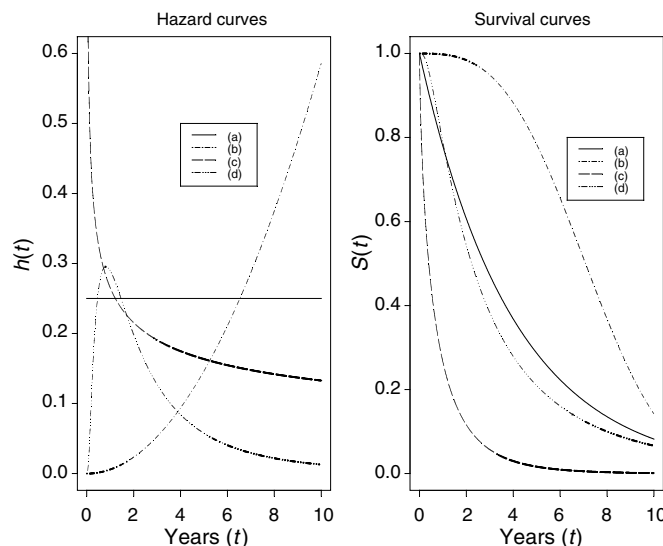 Hazard curves
0.6
0.5
0.4
0.3
0.2
0.1
0.0
h(t)
(a)
(b)
(c)
(d)
0 2 4 6 8 10
Years (t)
Survival curves
1.0
0.8
0.6
0.4
0.2
0.0
S(t)
(a)
(b)
(c)
(d)
0 2 4 6 8 10
Years (t)